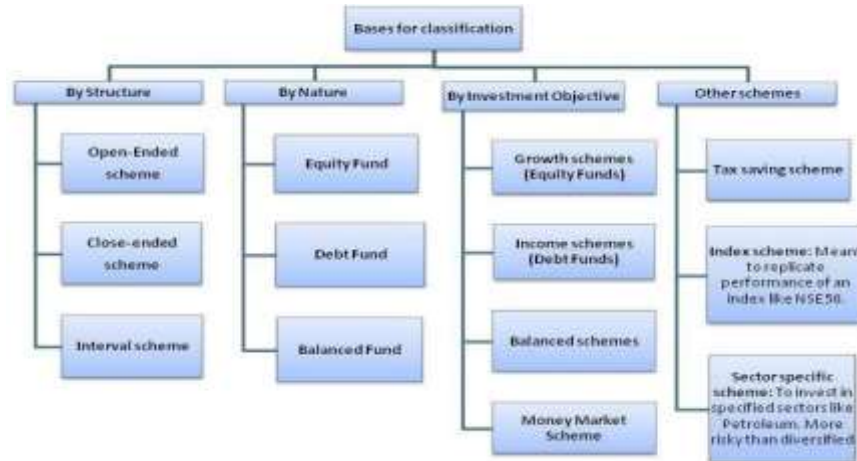 Bases for classification
By Structure
Open-Ended
scheme
Close-ended
scheme
Interval scheme
By Nature
Equity Fund
Debt Fund
Balanced Fund
By Investment Objective
Growth schemes
(Equity Funds)
Income schemes
(Debt Funds)
Balanced schemes
Money Market
Scheme
Other schemes
Tax saving scheme
Index scheme: Meant
to replicate
performance of an
index like NSE50.
Sector specific
scheme: To invest in
specified sectors like
Petroleum. More
risky than diversified